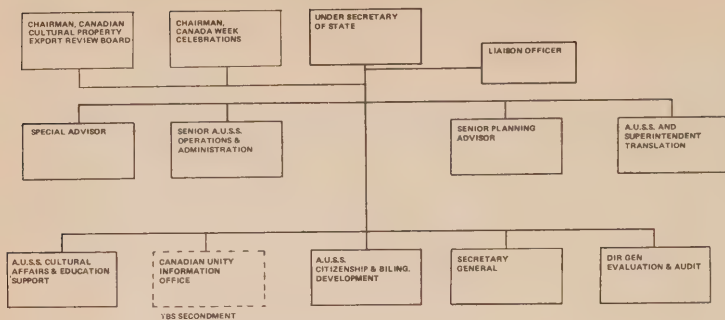 CHAIRMAN, CANADIAN
CULTURAL PROPERTY
EXPORT REVIEW BOARD
CHAIRMAN,
CANADA WEEK
CELEBRATIONS
UNDER SECRETARY
OF STATE
LIAISON OFFICER
SPECIAL ADVISOR
SENIOR A.U.S.S.
OPERATIONS &
ADMINISTRATION
SENIOR PLANNING
ADVISOR
A.U.S.S. AND
SUPERINTENDENT
TRANSLATION
A.U.S.S. CULTURAL
AFFAIRS & EDUCATION
SUPPORT
CANADIAN UNITY
INFORMATION
OFFICE
YBS SECONDMENT
A.U.S.S.
CITIZENSHIP & BILING.
DEVELOPMENT
SECRETARY
GENERAL
DIR GEN
EVALUATION & AUDIT